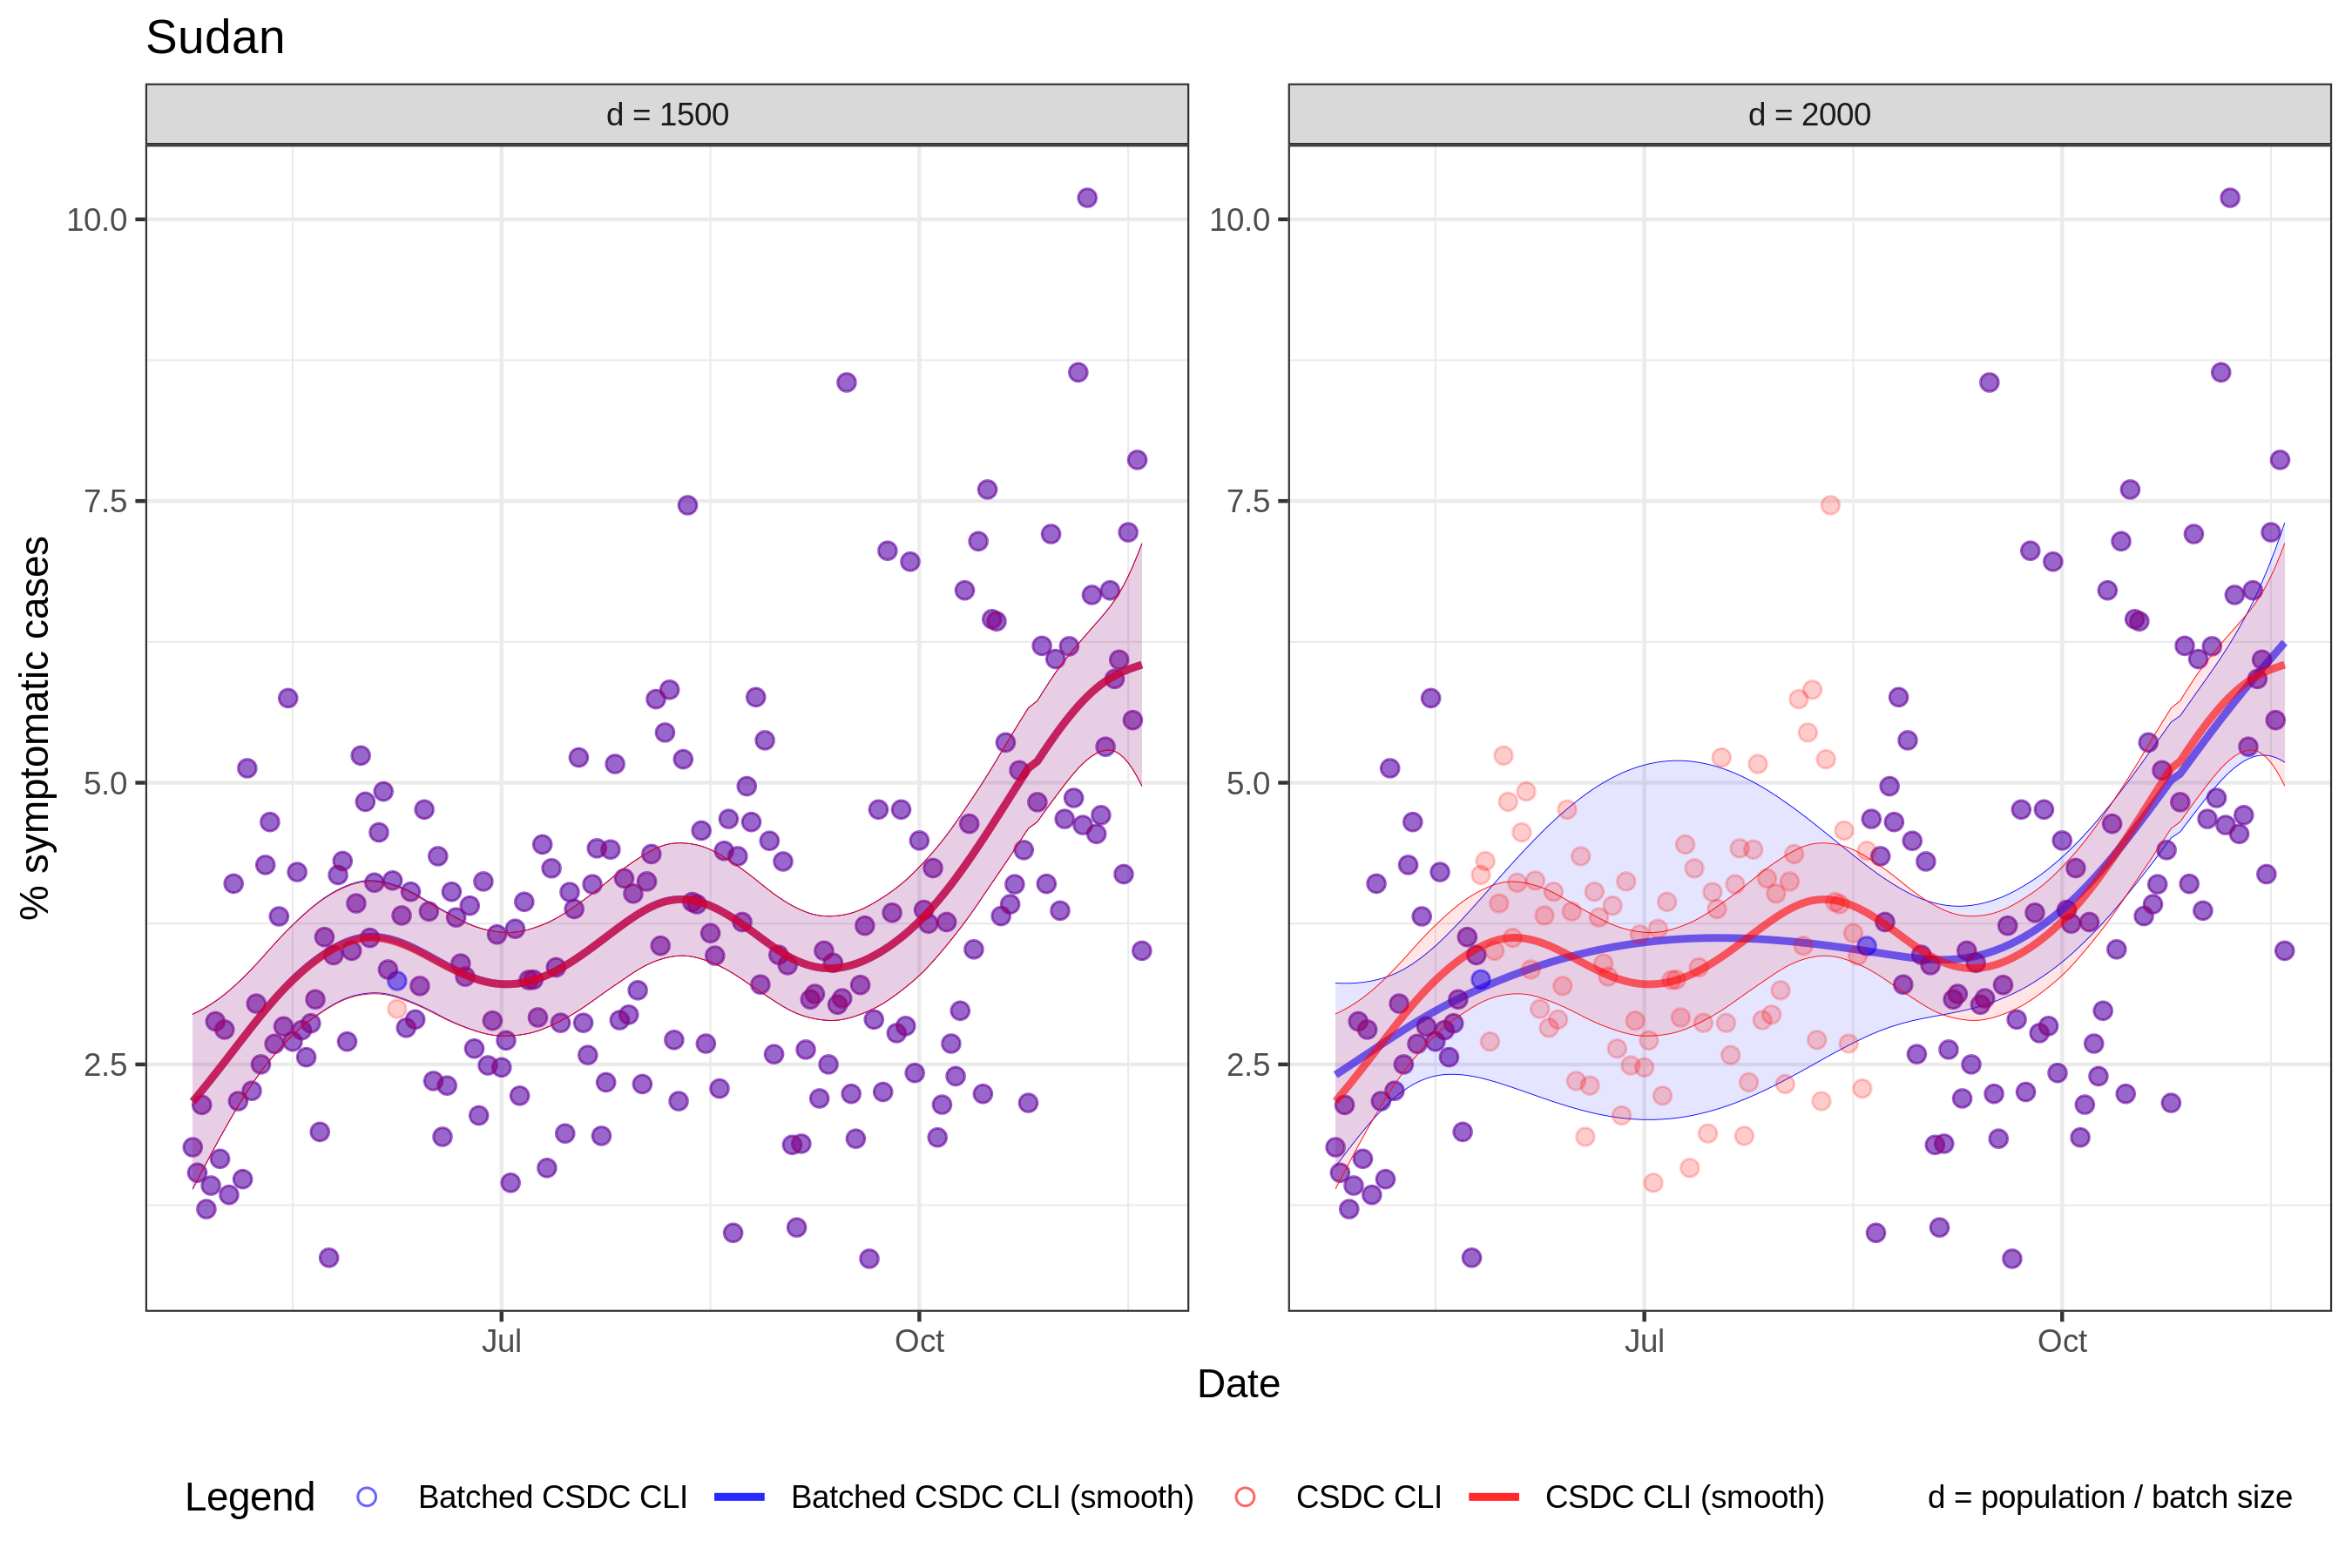 Sudan
d = 1500
d = 2000
% symptomatic cases
10.0
7.5
5.0
2.5
10.0
7.5
5.0
2.5
Jul
Oct
Jul
Oct
Date
Legend
Batched CSDC CLI
Batched CSDC CLI (smooth)
CSDC CLI
CSDC CLI (smooth)
d = population / batch size